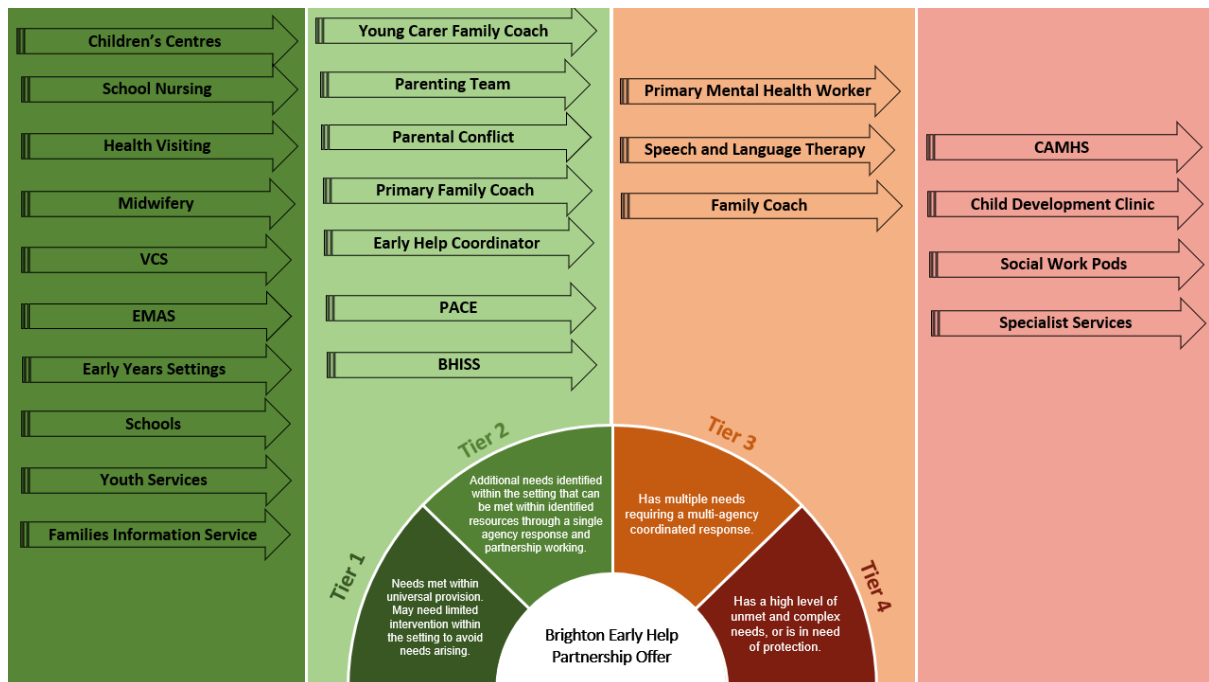 Children's Centres
School Nursing
Health Visiting
Midwifery
VCS
EMAS
Early Years Settings
Schools
Youth Services
Families Information Service
Young Carer Family Coach
Parenting Team
Parental Conflict
Primary Family Coach
Early Help Coordinator
PACE
BHISS
Primary Mental Health Worker
Speech and Language Therapy
Family Coach
CAMHS
Child Development Clinic
Social Work Pods
Specialist Services
Tier 1
Needs met within
universal provision.
May need limited
intervention within
the setting to avoid
needs arising.
Tier 2
Additional needs identified
within the setting that can
be met within identified
resources through a single
agency response and
partnership working.
Tier 3
Has multiple needs
requiring a multi-agency
coordinated response.
Tier 4
Has a high level of
unmet and complex
needs, or is in need
of protection.
Brighton Early Help
Partnership Offer